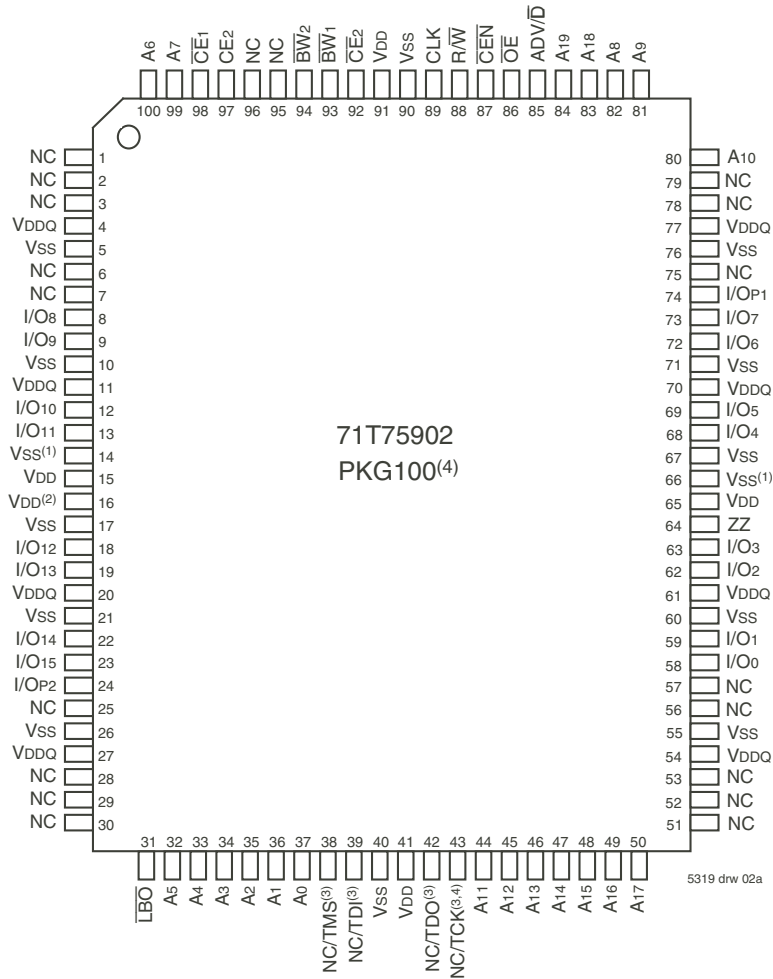 A6 A7 CE1 CE2 NC NC BW2 BW1 CE2 VDD VSS CLK R/W CEN OE ADV/D A19 A18 A8 A9
100 99 98 97 96 95 94 93 92 91 90 89 88 87 86 85 84 83 82 81
NC 1 80 A10
NC 2 79 NC
NC 3 78 NC
VDDQ 4 77 VDDQ
VSS 5 76 VSS
NC 6 75 NC
NC 7 74 I/OP1
I/O8 8 73 I/O7
I/O9 9 72 I/O6
VSS 10 71 VSS
VDDQ 11 70 VDDQ
I/O10 12 69 I/O5
I/O11 13 68 I/O4
71T75902
VSS(1) 14 67 VSS
PKG100(4)
VDD 15 66 VSS(1)
VDD(2) 16 65 VDD
VSS 17 64 ZZ
I/O12 18 63 I/O3
I/O13 19 62 I/O2
VDDQ 20 61 VDDQ
VSS 21 60 VSS
I/O14 22 59 I/O1
I/O15 23 58 I/O0
I/OP2 24 57 NC
NC 25 56 NC
VSS 26 55 VSS
VDDQ 27 54 VDDQ
NC 28 53 NC
NC 29 52 NC
NC 30 51 NC
31 32 33 34 35 36 37 38 39 40 41 42 43 44 45 46 47 48 49 50
LBO A5 A4 A3 A2 A1 A0 NC/TMS(3) NC/TDI(3) VSS VDD NC/TDO(3) NC/TCK(3,4) A11 A12 A13 A14 A15 A16 A17
5319 drw 02a